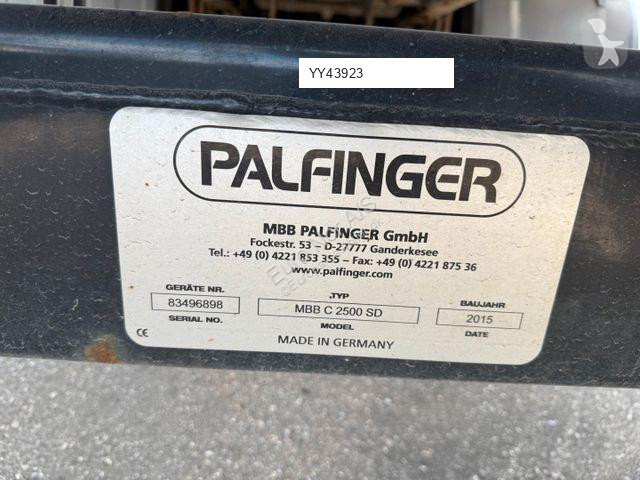 YY43923
PALFINGER
MBB PALFINGER GmbH
Fockestr. 53 – D-27777 Ganderkesee
Tel.: +49 (0) 4221 853 355 – Fax: +49 (0) 4221 875 36
www.palfinger.com
GERÄTE NR. .TYP BAUJAHR
83496898 MBB C 2500 SD 2015
SERIAL NO. MODEL DATE
CE MADE IN GERMANY